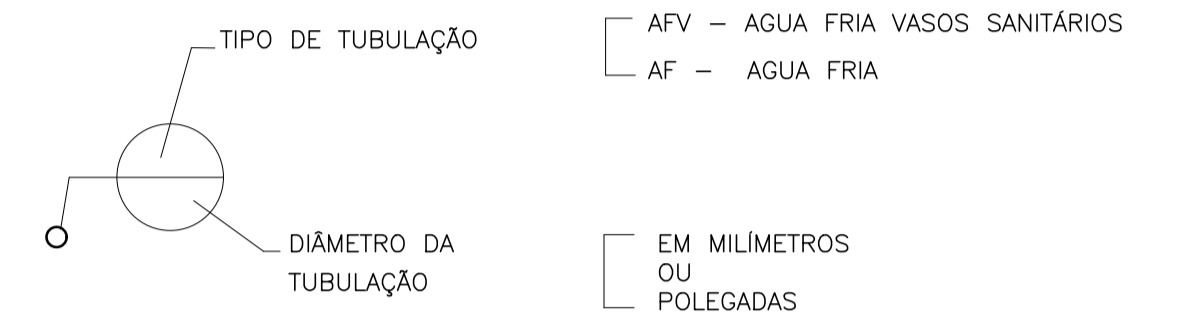 TIPO DE TUBULAÇÃO
AFV – AGUA FRIA VASOS SANITÁRIOS
AF – AGUA FRIA
DIÂMETRO DA
TUBULAÇÃO
EM MILÍMETROS
OU
POLEGADAS